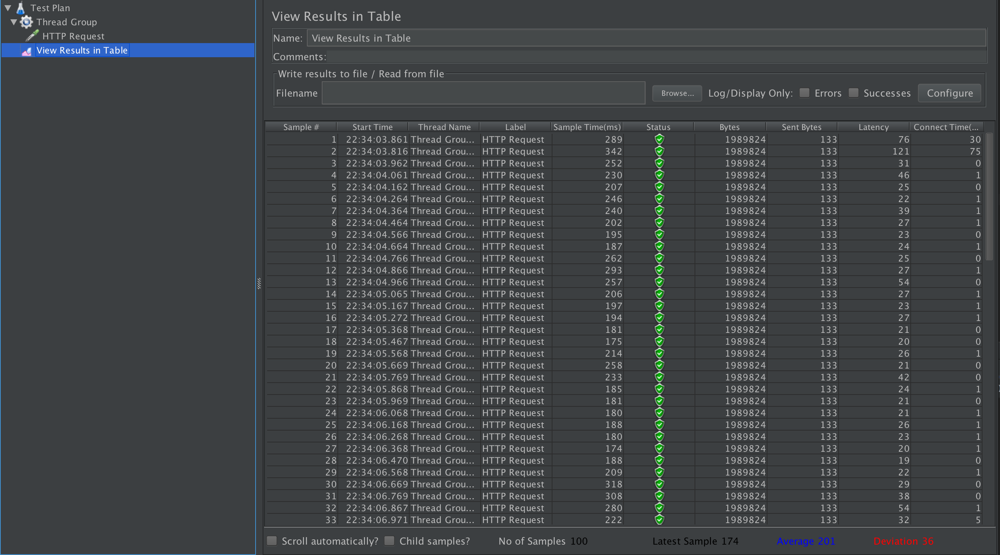 Test Plan
Thread Group
HTTP Request
View Results in Table
View Results in Table
Name: View Results in Table
Comments:
Write results to file / Read from file
Filename Browse... Log/Display Only: Errors Successes Configure
Sample # Start Time Thread Name Label Sample Time(ms) Status Bytes Sent Bytes Latency Connect Time(...
1 22:34:03.861 Thread Grou... HTTP Request 289 1989824 133 76 30
2 22:34:03.816 Thread Grou... HTTP Request 342 1989824 133 121 75
3 22:34:03.962 Thread Grou... HTTP Request 252 1989824 133 31 0
4 22:34:04.061 Thread Grou... HTTP Request 230 1989824 133 46 1
5 22:34:04.162 Thread Grou... HTTP Request 207 1989824 133 25 0
6 22:34:04.264 Thread Grou... HTTP Request 246 1989824 133 22 1
7 22:34:04.364 Thread Grou... HTTP Request 240 1989824 133 39 1
8 22:34:04.464 Thread Grou... HTTP Request 202 1989824 133 27 1
9 22:34:04.566 Thread Grou... HTTP Request 195 1989824 133 23 0
10 22:34:04.664 Thread Grou... HTTP Request 187 1989824 133 24 1
11 22:34:04.766 Thread Grou... HTTP Request 262 1989824 133 25 0
12 22:34:04.866 Thread Grou... HTTP Request 293 1989824 133 27 1
13 22:34:04.966 Thread Grou... HTTP Request 257 1989824 133 54 0
14 22:34:05.065 Thread Grou... HTTP Request 206 1989824 133 27 1
15 22:34:05.167 Thread Grou... HTTP Request 197 1989824 133 23 1
16 22:34:05.272 Thread Grou... HTTP Request 194 1989824 133 27 1
17 22:34:05.368 Thread Grou... HTTP Request 181 1989824 133 21 0
18 22:34:05.467 Thread Grou... HTTP Request 175 1989824 133 20 0
19 22:34:05.568 Thread Grou... HTTP Request 214 1989824 133 26 1
20 22:34:05.669 Thread Grou... HTTP Request 258 1989824 133 21 0
21 22:34:05.769 Thread Grou... HTTP Request 233 1989824 133 42 0
22 22:34:05.868 Thread Grou... HTTP Request 185 1989824 133 24 1
23 22:34:05.969 Thread Grou... HTTP Request 181 1989824 133 21 0
24 22:34:06.068 Thread Grou... HTTP Request 180 1989824 133 21 1
25 22:34:06.168 Thread Grou... HTTP Request 188 1989824 133 26 1
26 22:34:06.268 Thread Grou... HTTP Request 180 1989824 133 23 1
27 22:34:06.368 Thread Grou... HTTP Request 174 1989824 133 20 1
28 22:34:06.470 Thread Grou... HTTP Request 188 1989824 133 19 0
29 22:34:06.568 Thread Grou... HTTP Request 209 1989824 133 22 1
30 22:34:06.669 Thread Grou... HTTP Request 318 1989824 133 29 0
31 22:34:06.769 Thread Grou... HTTP Request 308 1989824 133 38 0
32 22:34:06.867 Thread Grou... HTTP Request 280 1989824 133 54 1
33 22:34:06.971 Thread Grou... HTTP Request 222 1989824 133 32 5
Scroll automatically? Child samples? No of Samples 100 Latest Sample 174 Average 201 Deviation 36